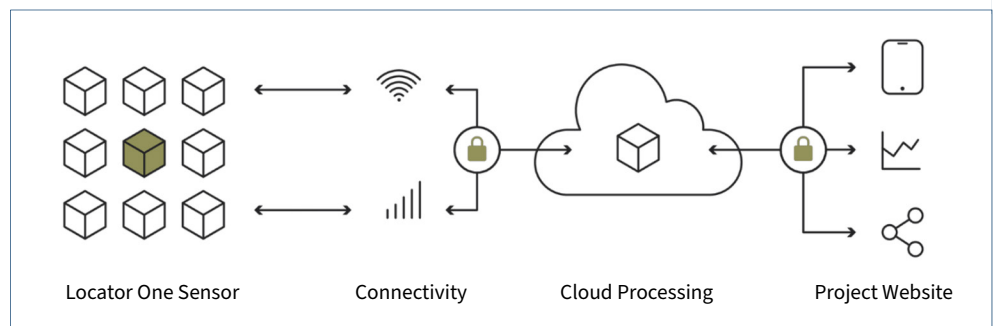 Locator One Sensor
Connectivity
Cloud Processing
Project Website